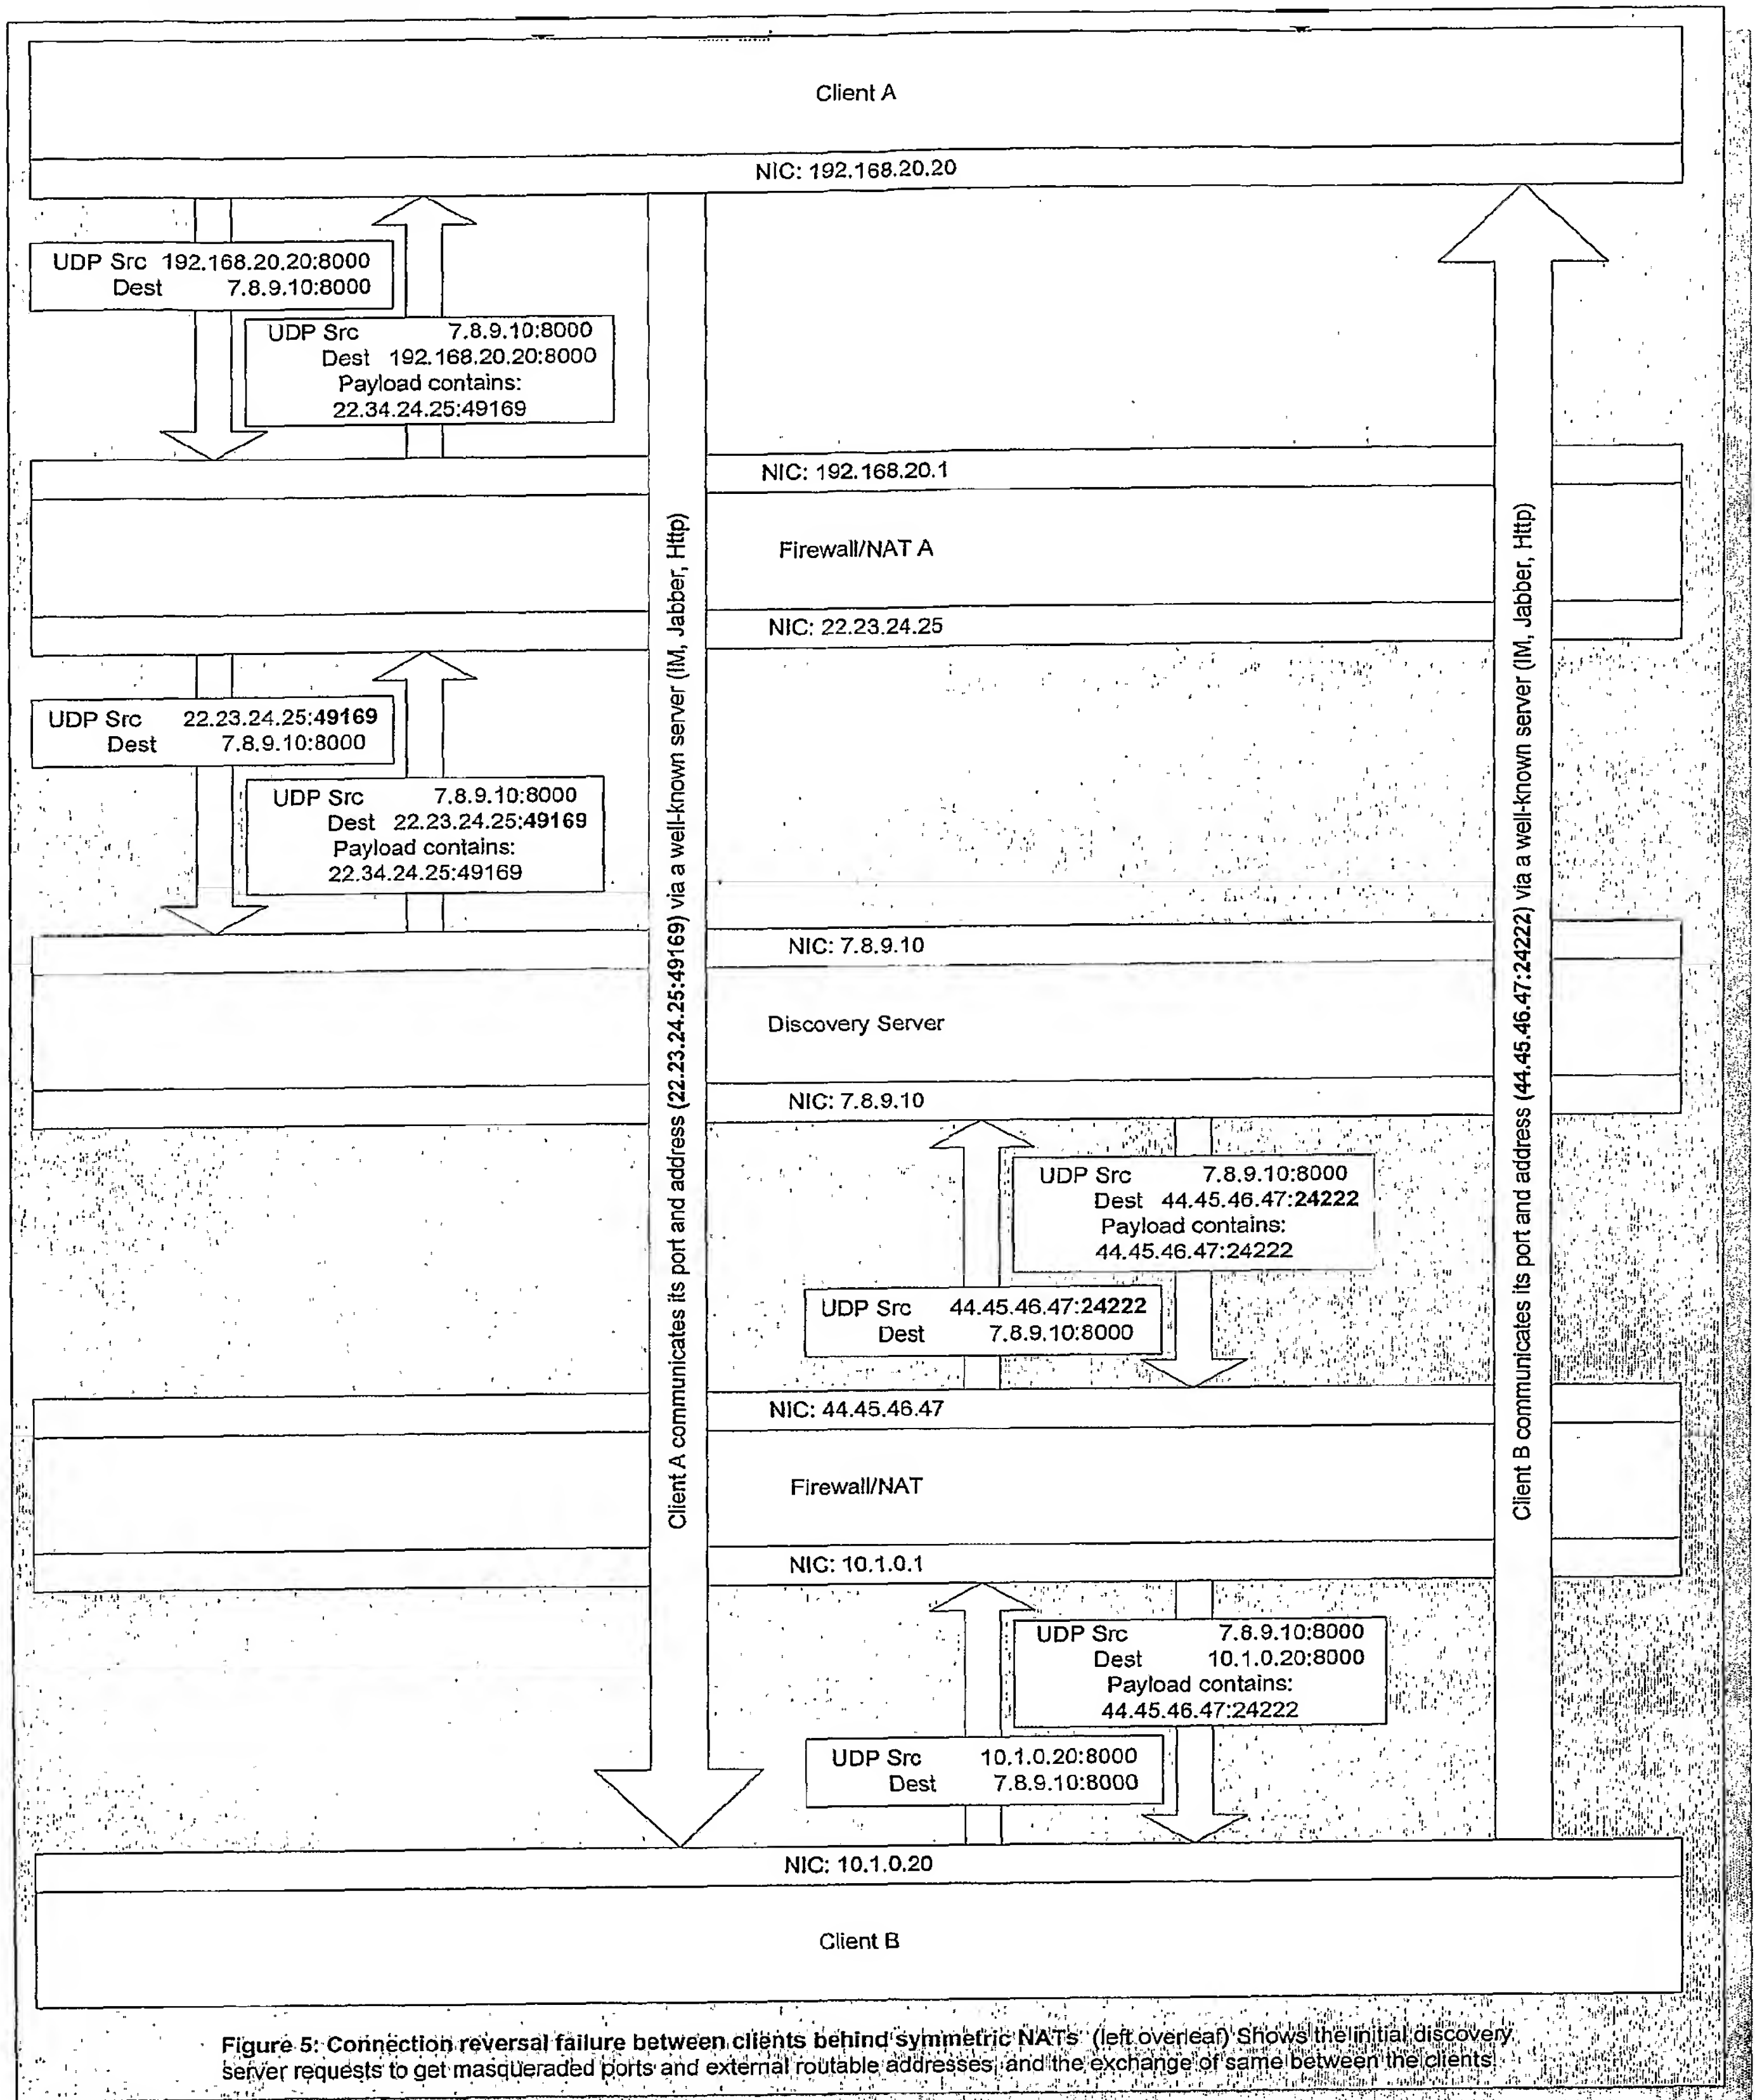 Client A
NIC: 192.168.20.20
UDP Src 192.168.20.20:8000
Dest 7.8.9.10:8000
UDP Src 7.8.9.10:8000
Dest 192.168.20.20:8000
Payload contains:
22.34.24.25:49169
NIC: 192.168.20.1
Firewall/NAT A
NIC: 22.23.24.25
UDP Src 22.23.24.25:49169
Dest 7.8.9.10:8000
UDP Src 7.8.9.10:8000
Dest 22.23.24.25:49169
Payload contains:
22.34.24.25:49169
Client A communicates its port and address (22.23.24.25:49169) via a well-known server (IM, Jabber, Http)
Client B communicates its port and address (44.45.46.47:24222) via a well-known server (IM, Jabber, Http)
NIC: 7.8.9.10
Discovery Server
NIC: 7.8.9.10
UDP Src 7.8.9.10:8000
Dest 44.45.46.47:24222
Payload contains:
44.45.46.47:24222
UDP Src 44.45.46.47:24222
Dest 7.8.9.10:8000
NIC: 44.45.46.47
Firewall/NAT
NIC: 10.1.0.1
UDP Src 7.8.9.10:8000
Dest 10.1.0.20:8000
Payload contains:
44.45.46.47:24222
UDP Src 10.1.0.20:8000
Dest 7.8.9.10:8000
NIC: 10.1.0.20
Client B
Figure 5: Connection reversal failure between clients behind symmetric NATs (left overleaf) Shows the initial discovery
server requests to get masqueraded ports and external routable addresses, and the exchange of same between the clients.